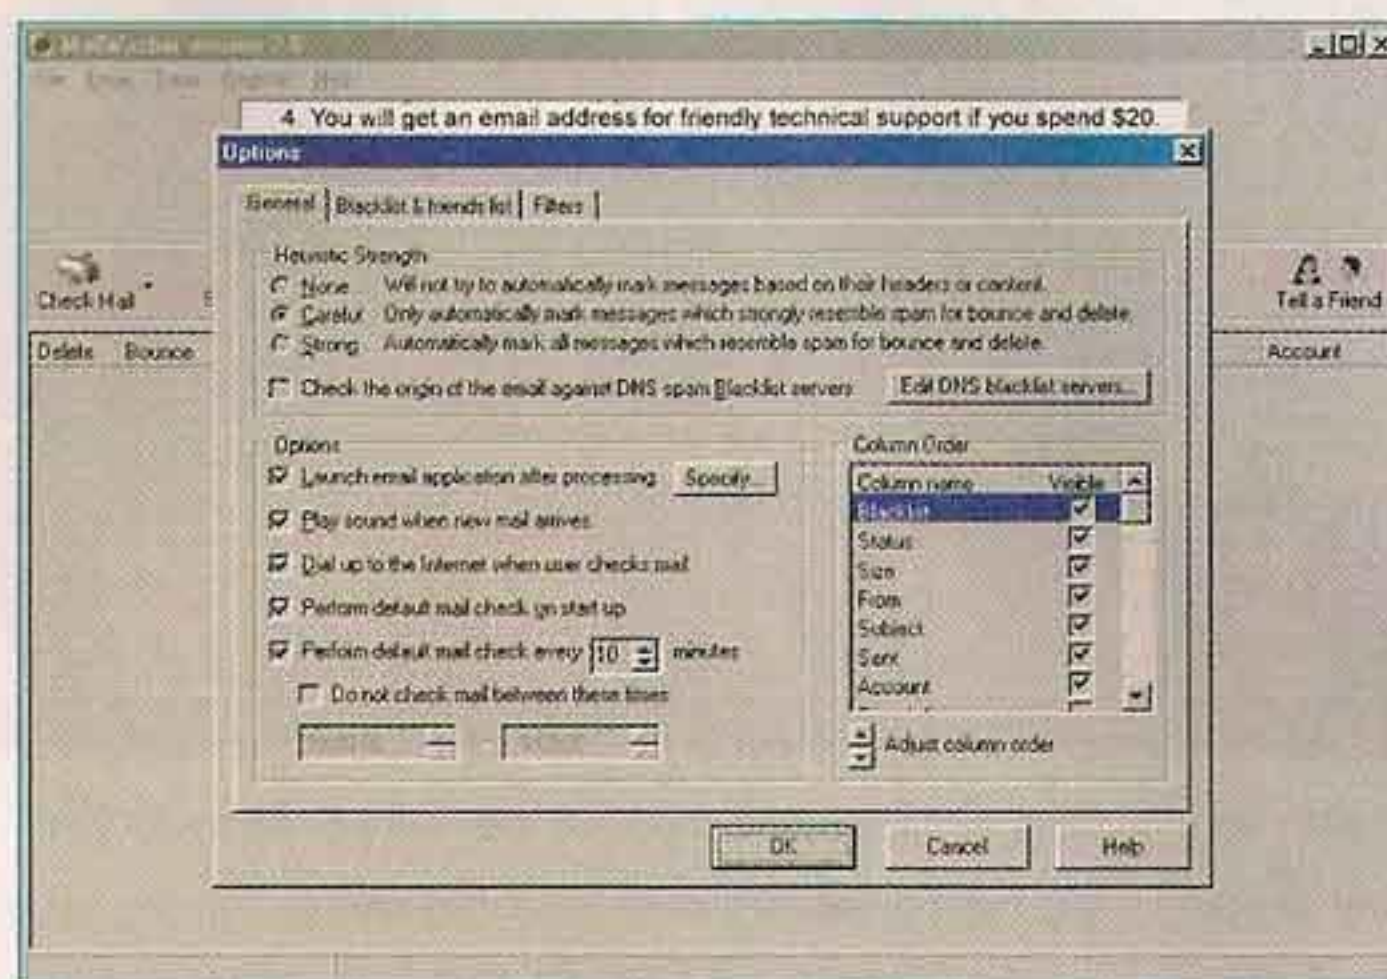 4 You will get an email address for friendly technical support if you spend $20.
Options
General Blacklist & friends list Filters
Heuristic Strength
None Will not try to automatically mark messages based on their headers or content.
Careful Only automatically mark messages which strongly resemble spam for bounce and delete.
Strong Automatically mark all messages which resemble spam for bounce and delete.
Check the origin of the email against DNS spam Blacklist servers Edit DNS blacklist servers...
Check Mail
Tell a Friend
Delete Bounce
Account
Options
Launch email application after processing Specify...
Play sound when new mail arrives
Dial up to the Internet when user checks mail
Perform default mail check on start up
Perform default mail check every 10 minutes
Do not check mail between these times
Column Order
Column name Visible
Blacklist
Status
Size
From
Subject
Sent
Account
Adjust column order
OK Cancel Help